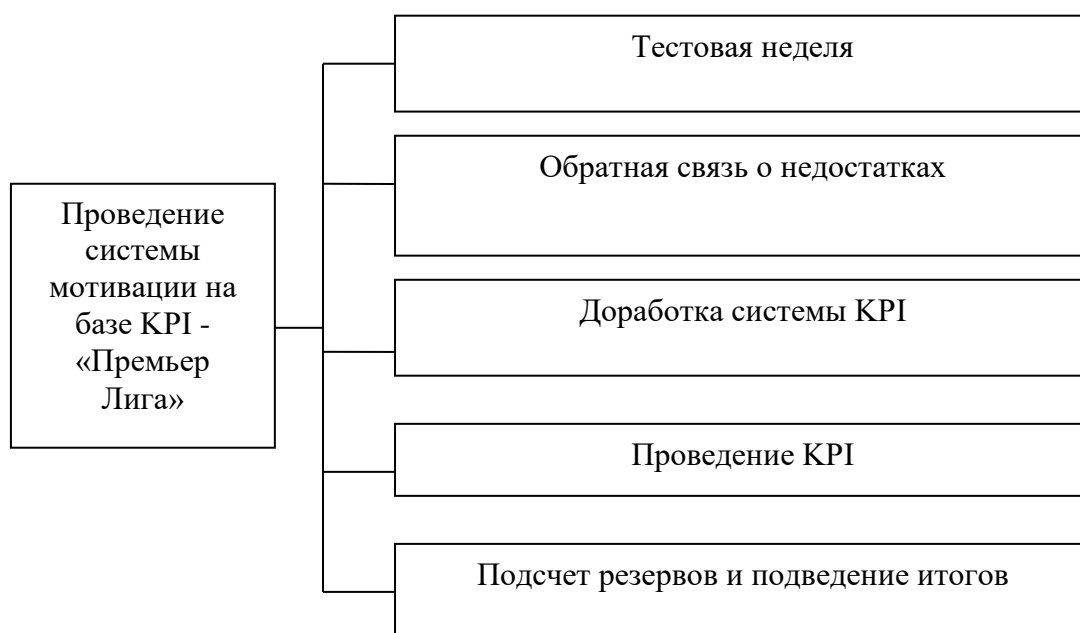 Проведение
системы
мотивации на
базе KPI -
«Премьер
Лига»
Тестовая неделя
Обратная связь о недостатках
Доработка системы KPI
Проведение KPI
Подсчет резервов и подведение итогов